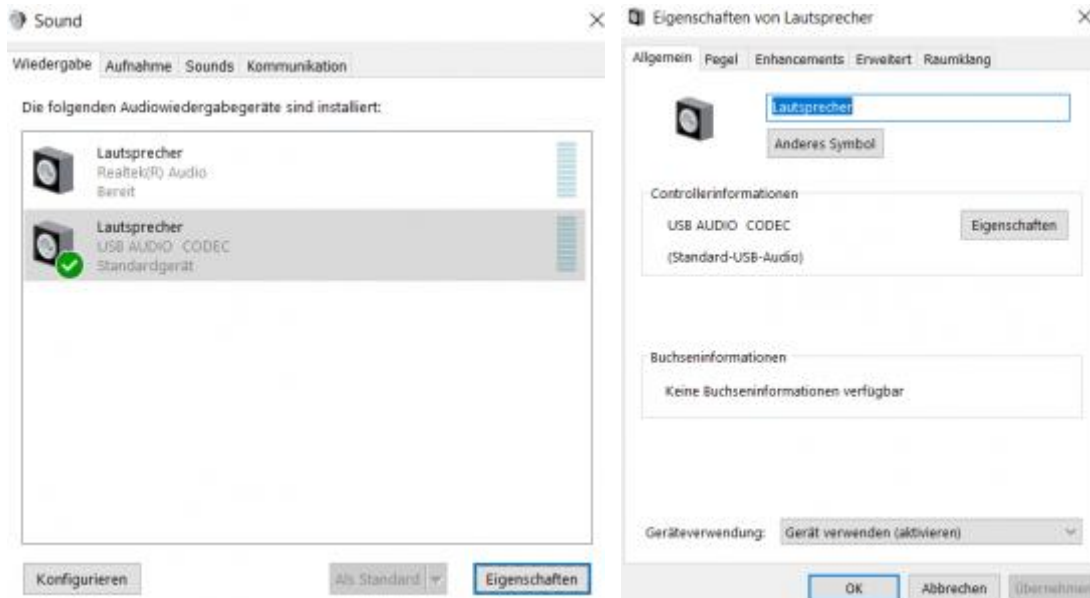 Sound
Wiedergabe Aufnahme Sounds Kommunikation
Die folgenden Audiowiedergabegeräte sind installiert:
Lautsprecher
Realtek(R) Audio
Bereit
Lautsprecher
USB AUDIO CODEC
Standardgerät
Konfigurieren
Als Standard
Eigenschaften
Eigenschaften von Lautsprecher
Allgemein Pegel Enhancements Erweitert Raumklang
Lautsprecher
Anderes Symbol
Controllerinformationen
USB AUDIO CODEC
Eigenschaften
(Standard-USB-Audio)
Buchseninformationen
Keine Buchseninformationen verfügbar
Geräteverwendung:
Gerät verwenden (aktivieren)
OK
Abbrechen
Übernehmen